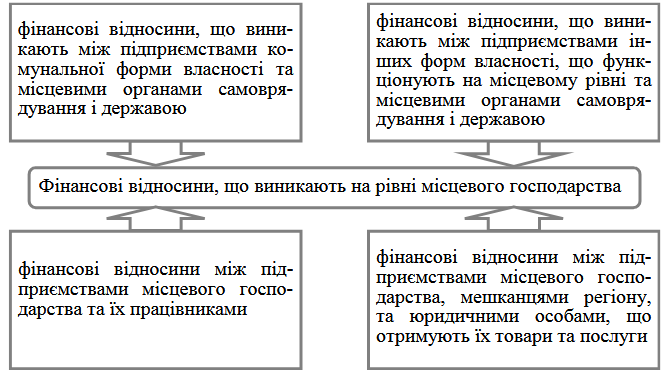 фінансові відносини, що вини-
кають між підприємствами ко-
мунальної форми власності та
місцевими органами самовря-
дування і державою
фінансові відносини, що вини-
кають між підприємствами ін-
ших форм власності, що функ-
ціонують на місцевому рівні та
місцевими органами самовря-
дування і державою
Фінансові відносини, що виникають на рівні місцевого господарства
фінансові відносини між під-
приємствами місцевого госпо-
дарства та їх працівниками
фінансові відносини між під-
приємствами місцевого госпо-
дарства, мешканцями регіону,
та юридичними особами, що
отримують їх товари та послуги